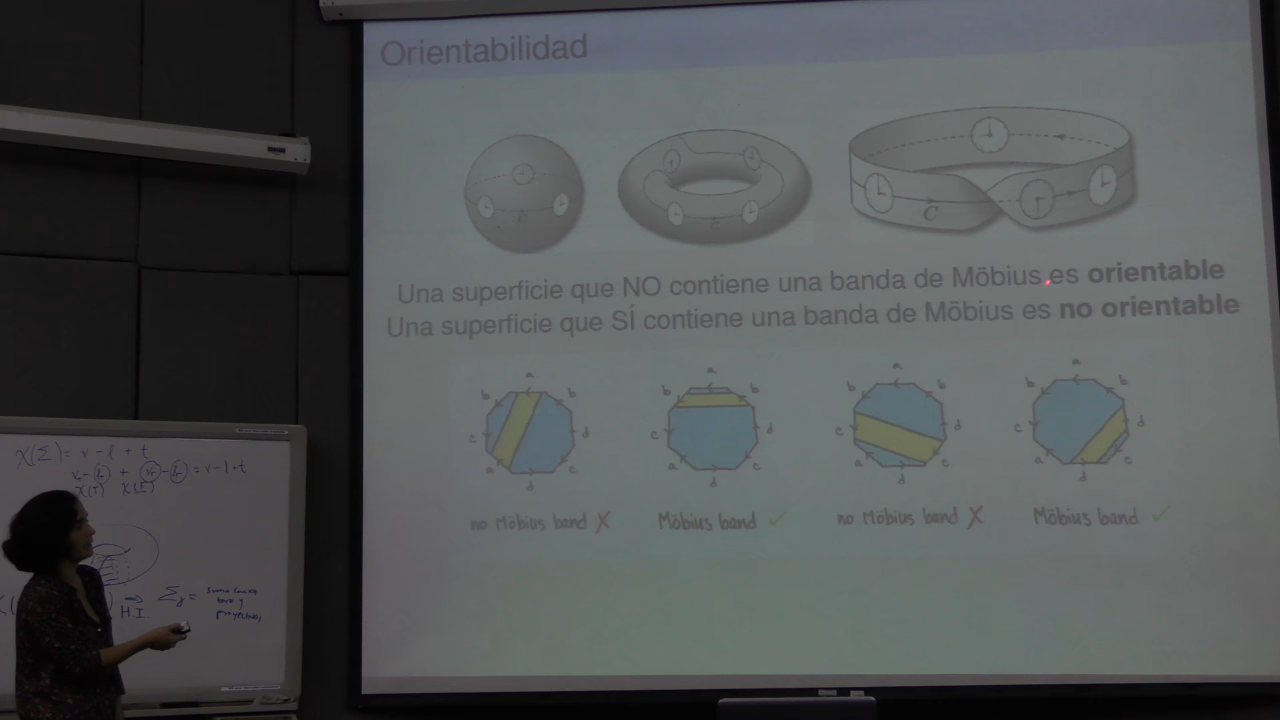 Orientabilidad
C
Una superficie que NO contiene una banda de Möbius es orientable
Una superficie que SÍ contiene una banda de Möbius es no orientable
a
b b
c d
a c
d
a
b b
c d
a c
d
a
b b
c d
a c
d
a
b b
c d
a c
d
no Möbius band X
Möbius band ✓
no Möbius band X
Möbius band ✓
χ(Σ) = v - l + t
= v - l + t
χ(T) χ(Σ)
H.I.
⇒ Σg =